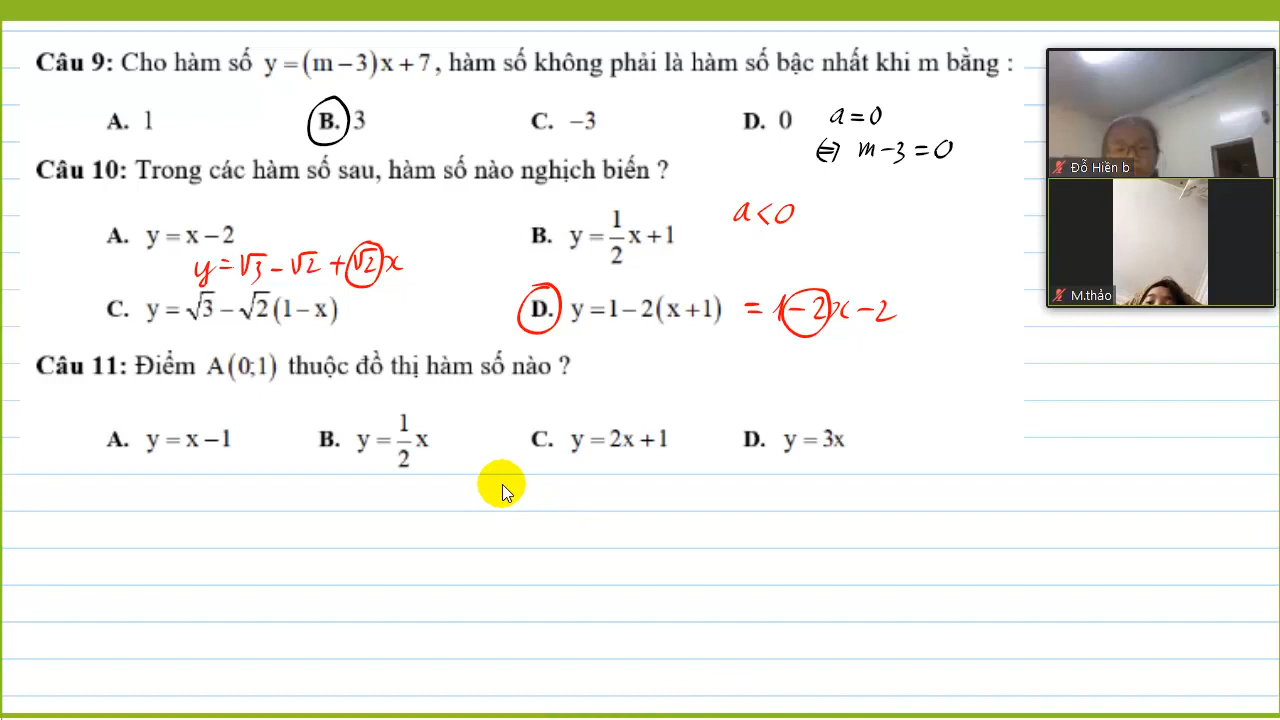 Câu 9: Cho hàm số y = (m − 3)x + 7, hàm số không phải là hàm số bậc nhất khi m bằng :
A. 1 B. 3 C. −3 D. 0 a = 0
⇔ m − 3 = 0
Câu 10: Trong các hàm số sau, hàm số nào nghịch biến ?
a < 0
A. y = x − 2 B. y = 1/2 x + 1
y = √3 − √2 + √2 x
C. y = √3 − √2(1 − x) D. y = 1 − 2(x + 1) = 1 − 2x − 2
Câu 11: Điểm A(0;1) thuộc đồ thị hàm số nào ?
A. y = x − 1 B. y = 1/2 x C. y = 2x + 1 D. y = 3x
Đỗ Hiền b
M.thảo